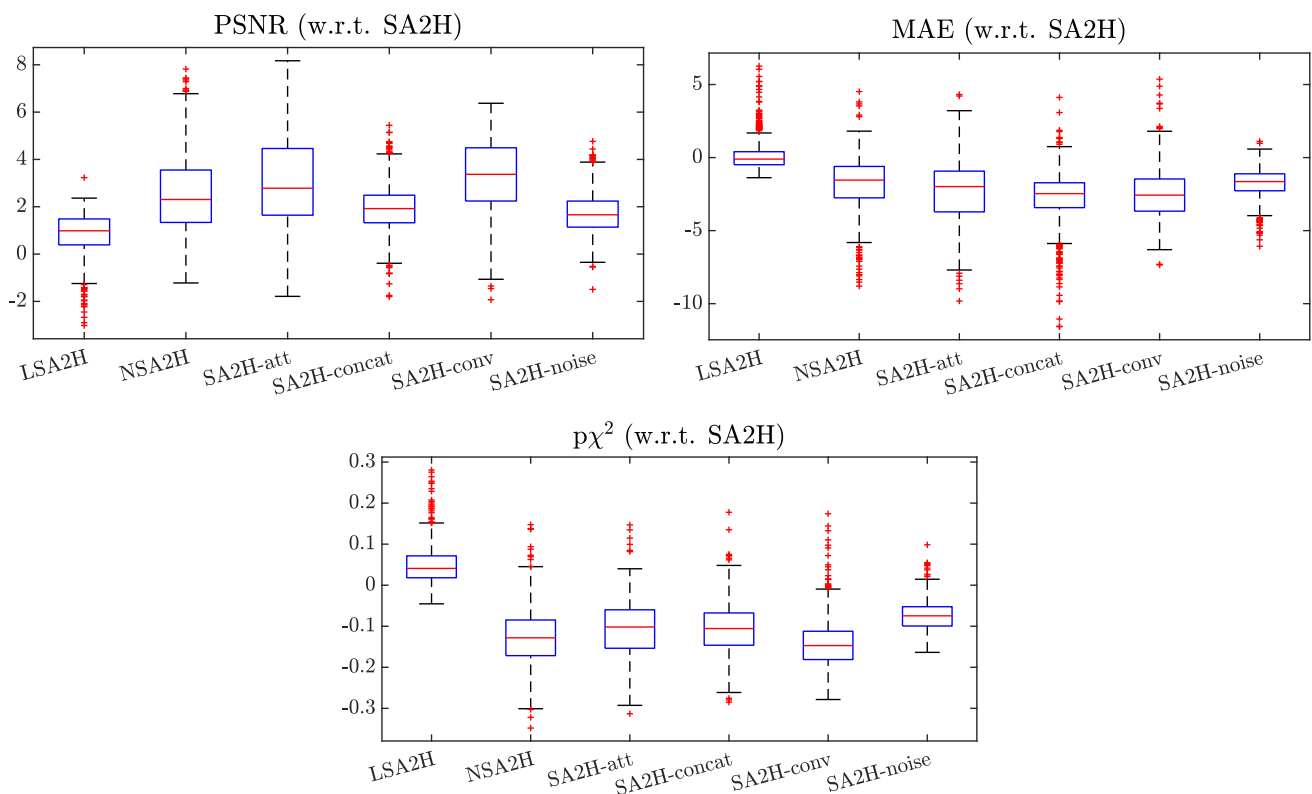 PSNR (w.r.t. SA2H)
8
6
4
2
0
-2
LSA2H
NSA2H
SA2H-att
SA2H-concat
SA2H-conv
SA2H-noise
MAE (w.r.t. SA2H)
5
0
-5
-10
LSA2H
NSA2H
SA2H-att
SA2H-concat
SA2H-conv
SA2H-noise
pχ² (w.r.t. SA2H)
0.3
0.2
0.1
0
-0.1
-0.2
-0.3
LSA2H
NSA2H
SA2H-att
SA2H-concat
SA2H-conv
SA2H-noise